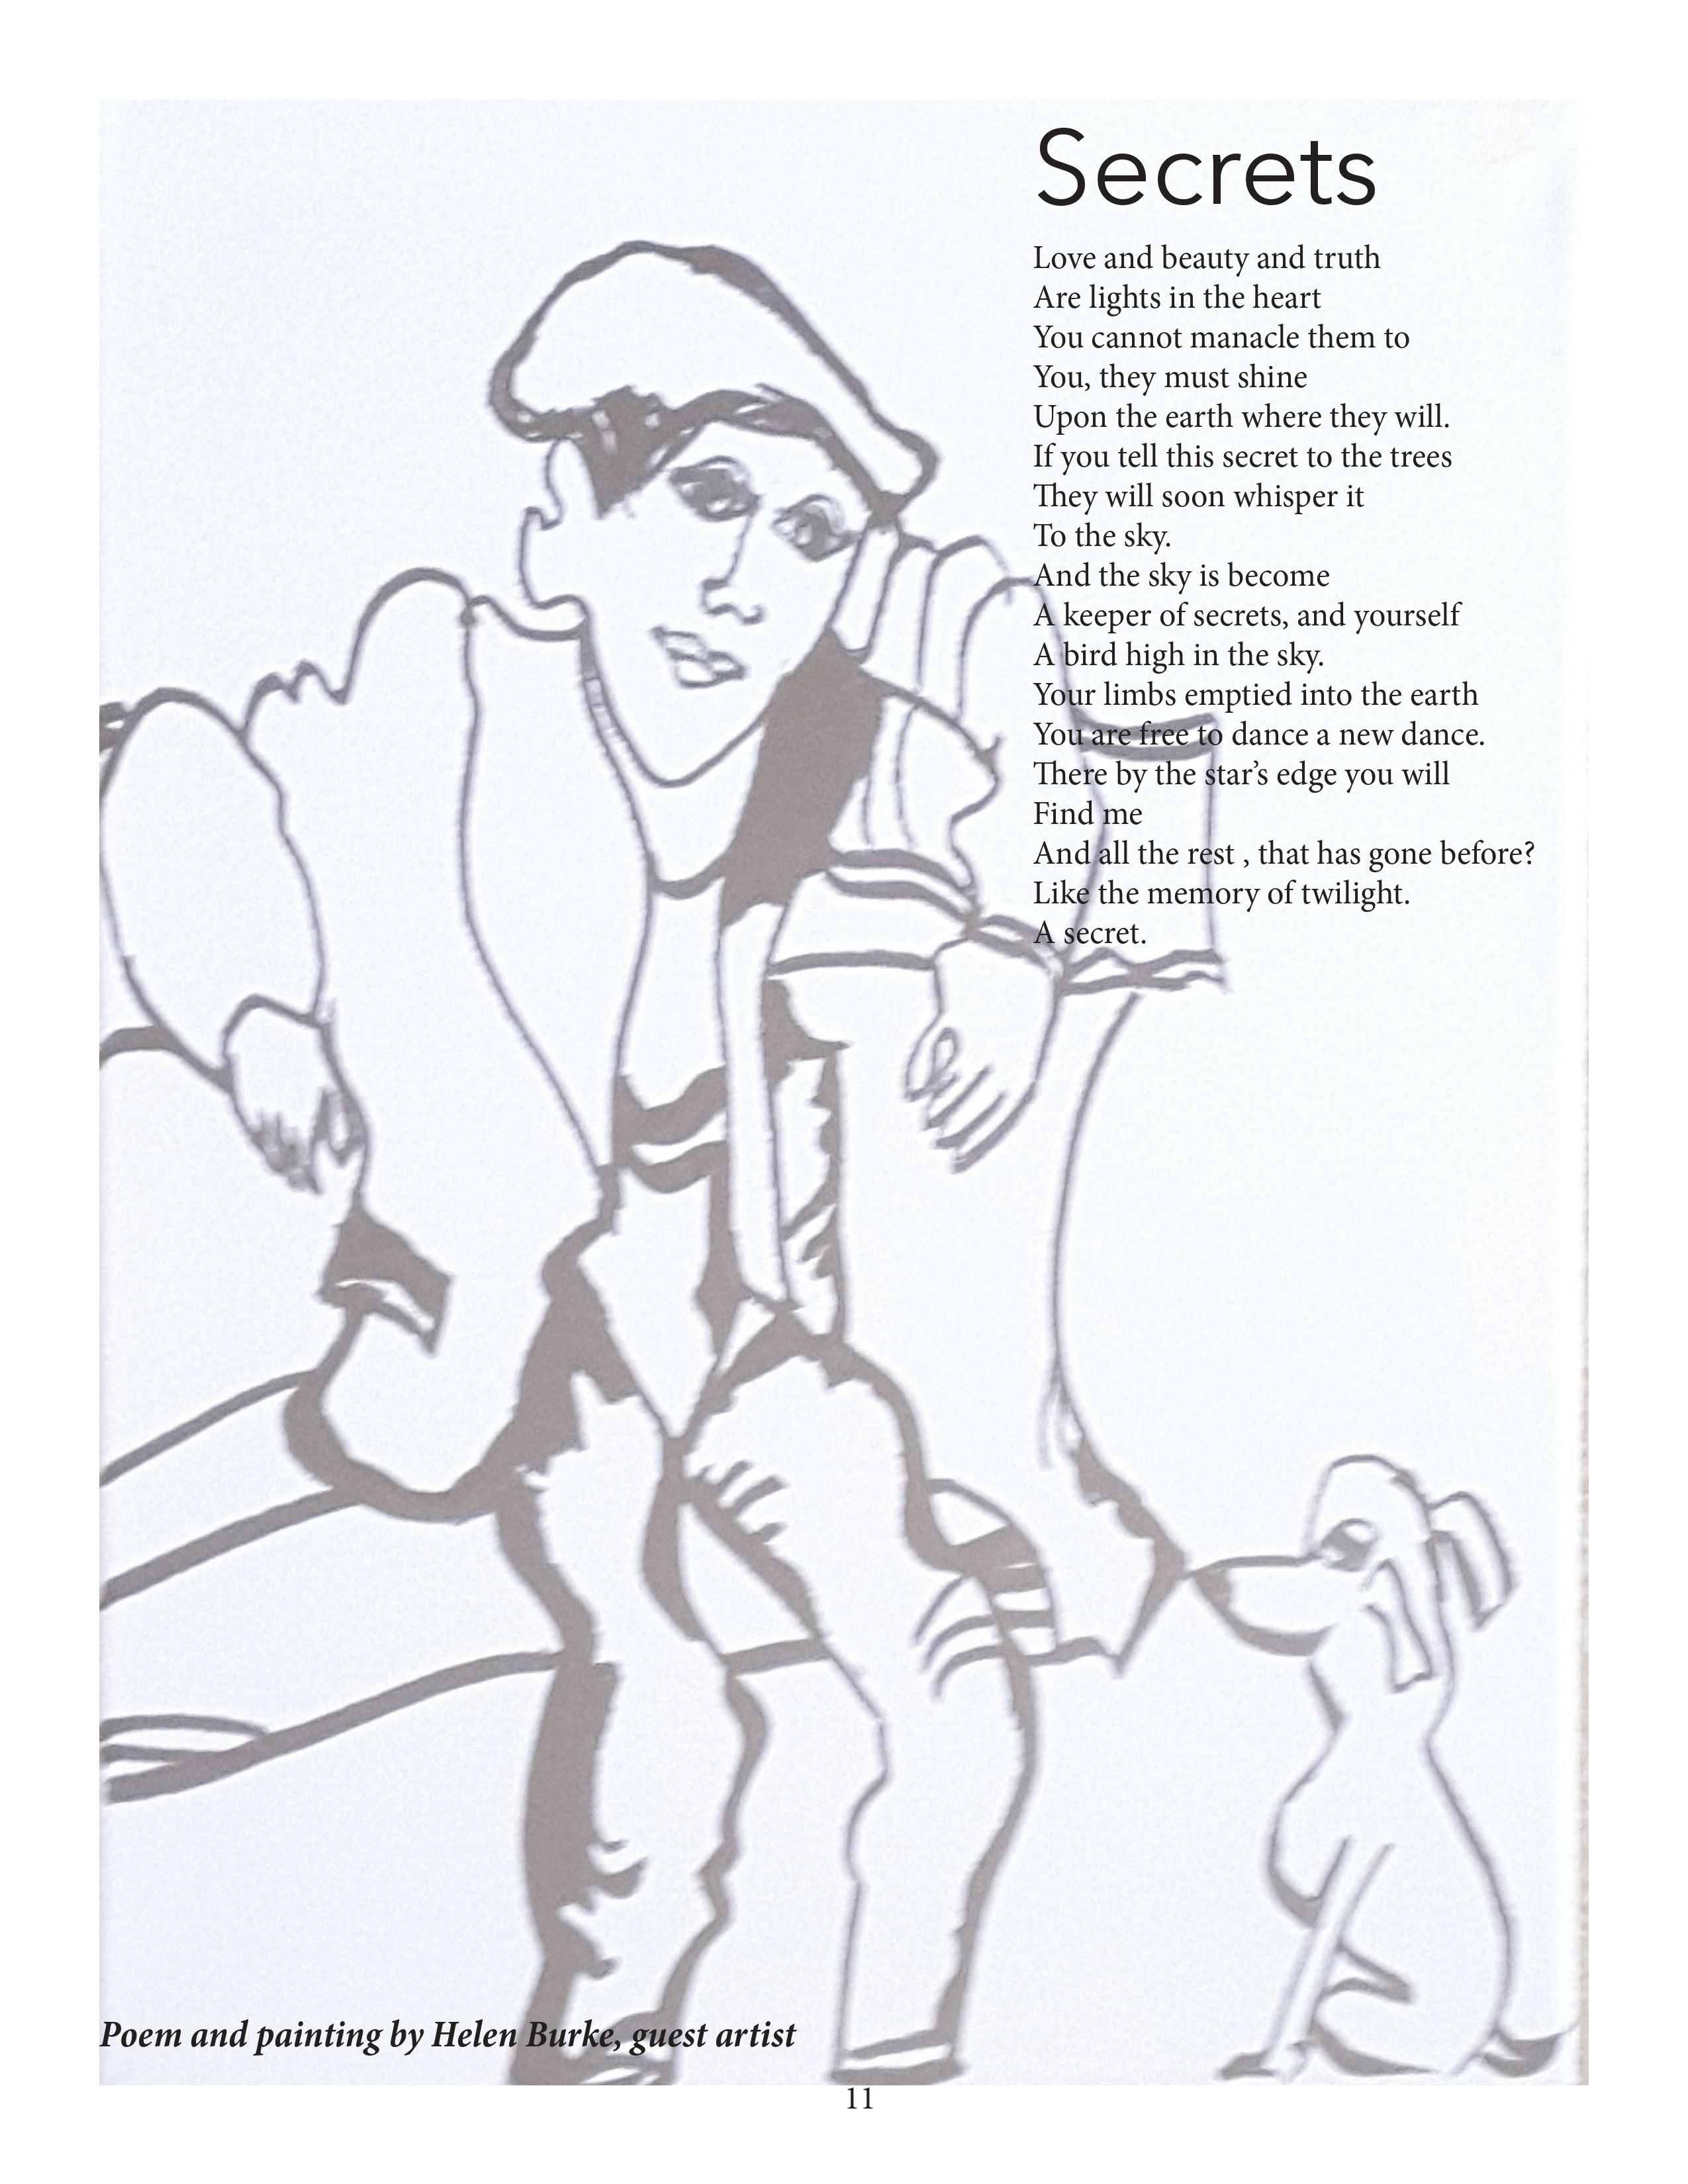 Secrets
Love and beauty and truth
Are lights in the heart
You cannot manacle them to
You, they must shine
Upon the earth where they will.
If you tell this secret to the trees
They will soon whisper it
To the sky.
And the sky is become
A keeper of secrets, and yourself
A bird high in the sky.
Your limbs emptied into the earth
You are free to dance a new dance.
There by the star’s edge you will
Find me
And all the rest , that has gone before?
Like the memory of twilight.
A secret.
Poem and painting by Helen Burke, guest artist
11